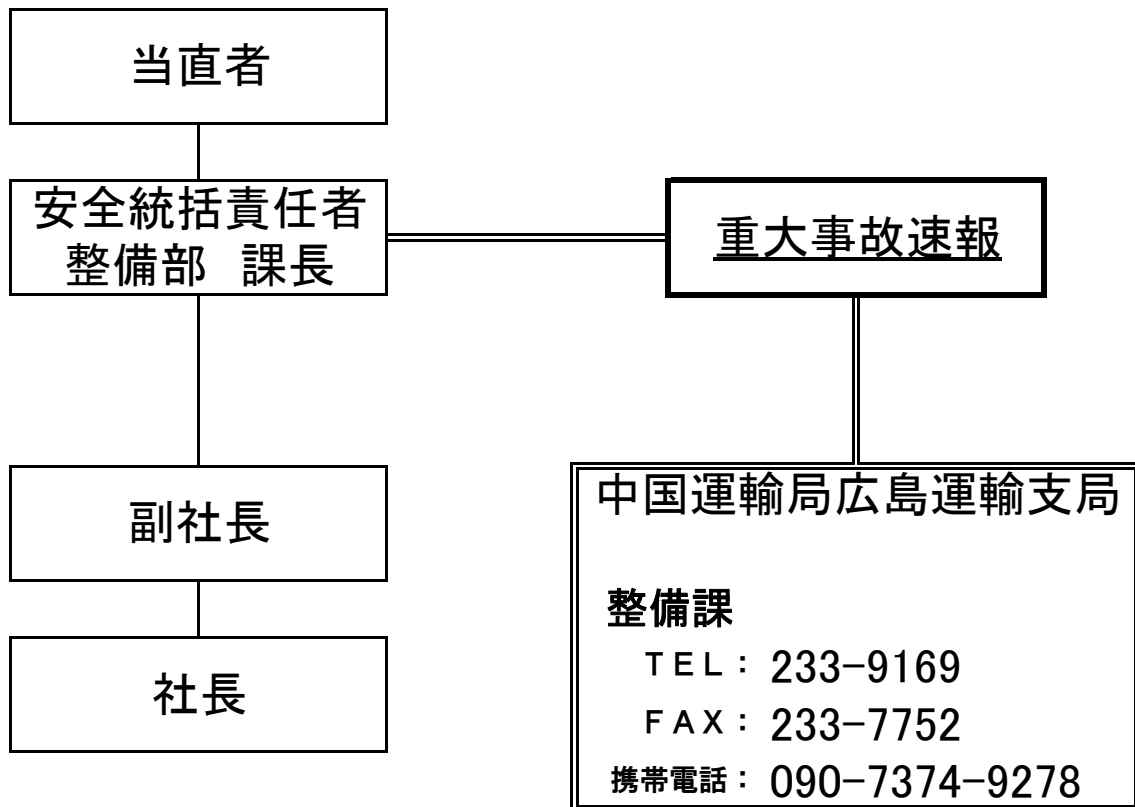 当直者
安全統括責任者
整備部　課長
重大事故速報
副社長
社長
中国運輸局広島運輸支局
整備課
ＴＥＬ： 233-9169
ＦＡＸ： 233-7752
携帯電話： 090-7374-9278